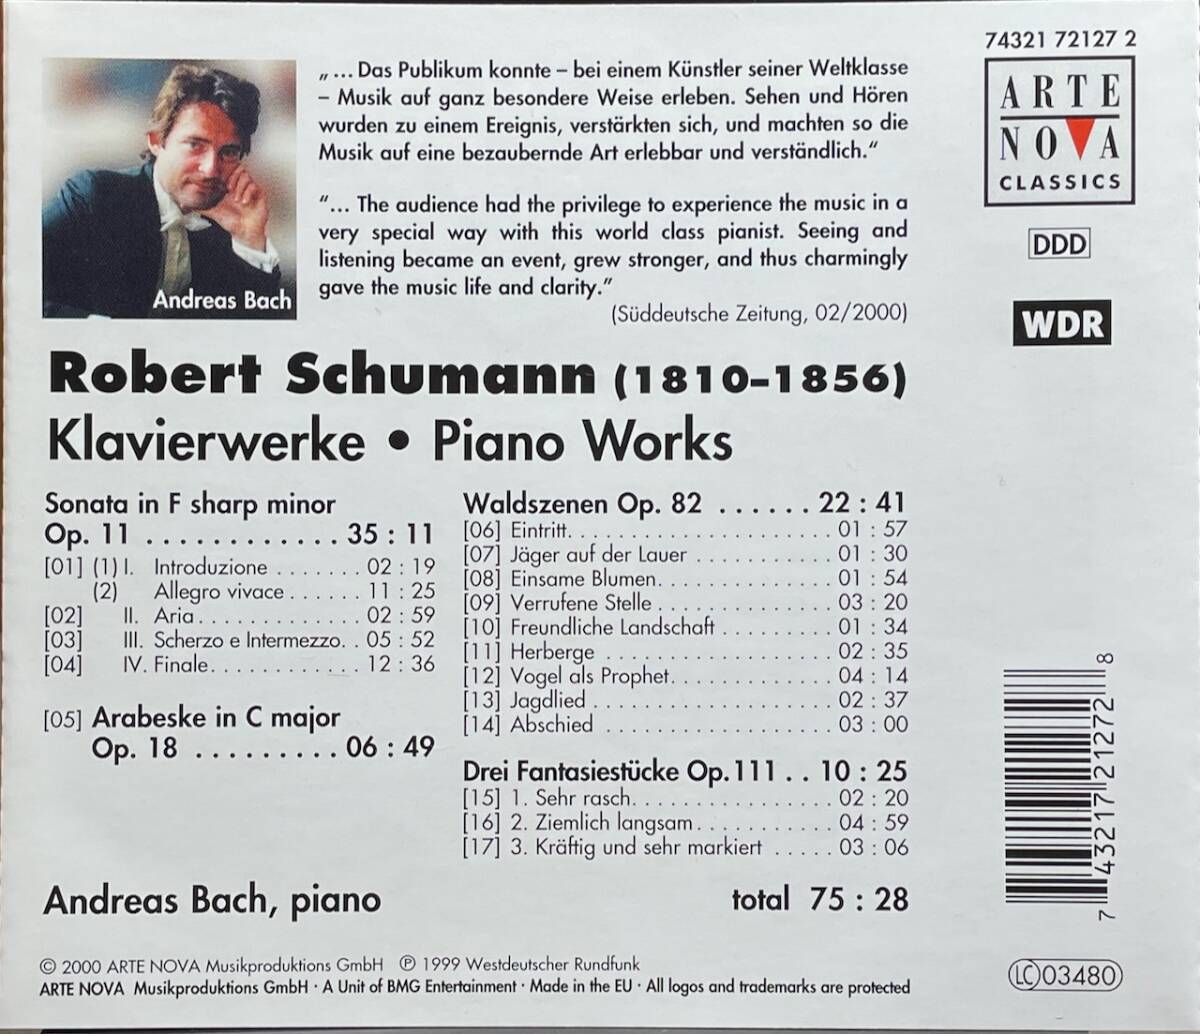 74321 72127 2
ARTE
NOVA
CLASSICS
DDD
WDR
„ ... Das Publikum konnte – bei einem Künstler seiner Weltklasse
– Musik auf ganz besondere Weise erleben. Sehen und Hören
wurden zu einem Ereignis, verstärkten sich, und machten so die
Musik auf eine bezaubernde Art erlebbar und verständlich.“
“... The audience had the privilege to experience the music in a
very special way with this world class pianist. Seeing and
listening became an event, grew stronger, and thus charmingly
gave the music life and clarity.”
(Süddeutsche Zeitung, 02/2000)
Andreas Bach
Robert Schumann (1810–1856)
Klavierwerke • Piano Works
Sonata in F sharp minor
Op. 11 . . . . . . . . . . . . 35 : 11
[01] (1) I. Introduzione . . . . . . . 02 : 19
(2) Allegro vivace . . . . . . 11 : 25
[02] II. Aria. . . . . . . . . . . . . 02 : 59
[03] III. Scherzo e Intermezzo. . 05 : 52
[04] IV. Finale. . . . . . . . . . . . 12 : 36
[05] Arabeske in C major
Op. 18 . . . . . . . . . 06 : 49
Waldszenen Op. 82 . . . . . . 22 : 41
[06] Eintritt. . . . . . . . . . . . . . . . . . . . . . 01 : 57
[07] Jäger auf der Lauer . . . . . . . . . . . 01 : 30
[08] Einsame Blumen. . . . . . . . . . . . . . 01 : 54
[09] Verrufene Stelle . . . . . . . . . . . . . . 03 : 20
[10] Freundliche Landschaft . . . . . . . . . 01 : 34
[11] Herberge . . . . . . . . . . . . . . . . . . 02 : 35
[12] Vogel als Prophet. . . . . . . . . . . . . 04 : 14
[13] Jagdlied . . . . . . . . . . . . . . . . . . . 02 : 37
[14] Abschied . . . . . . . . . . . . . . . . . . 03 : 00
Drei Fantasiestücke Op. 111 . . 10 : 25
[15] 1. Sehr rasch. . . . . . . . . . . . . . . . 02 : 20
[16] 2. Ziemlich langsam. . . . . . . . . . . 04 : 59
[17] 3. Kräftig und sehr markiert . . . . . 03 : 06
Andreas Bach, piano
total 75 : 28
7 43217 21272 8
© 2000 ARTE NOVA Musikproduktions GmbH ℗ 1999 Westdeutscher Rundfunk
ARTE NOVA Musikproduktions GmbH · A Unit of BMG Entertainment · Made in the EU · All logos and trademarks are protected
LC 03480